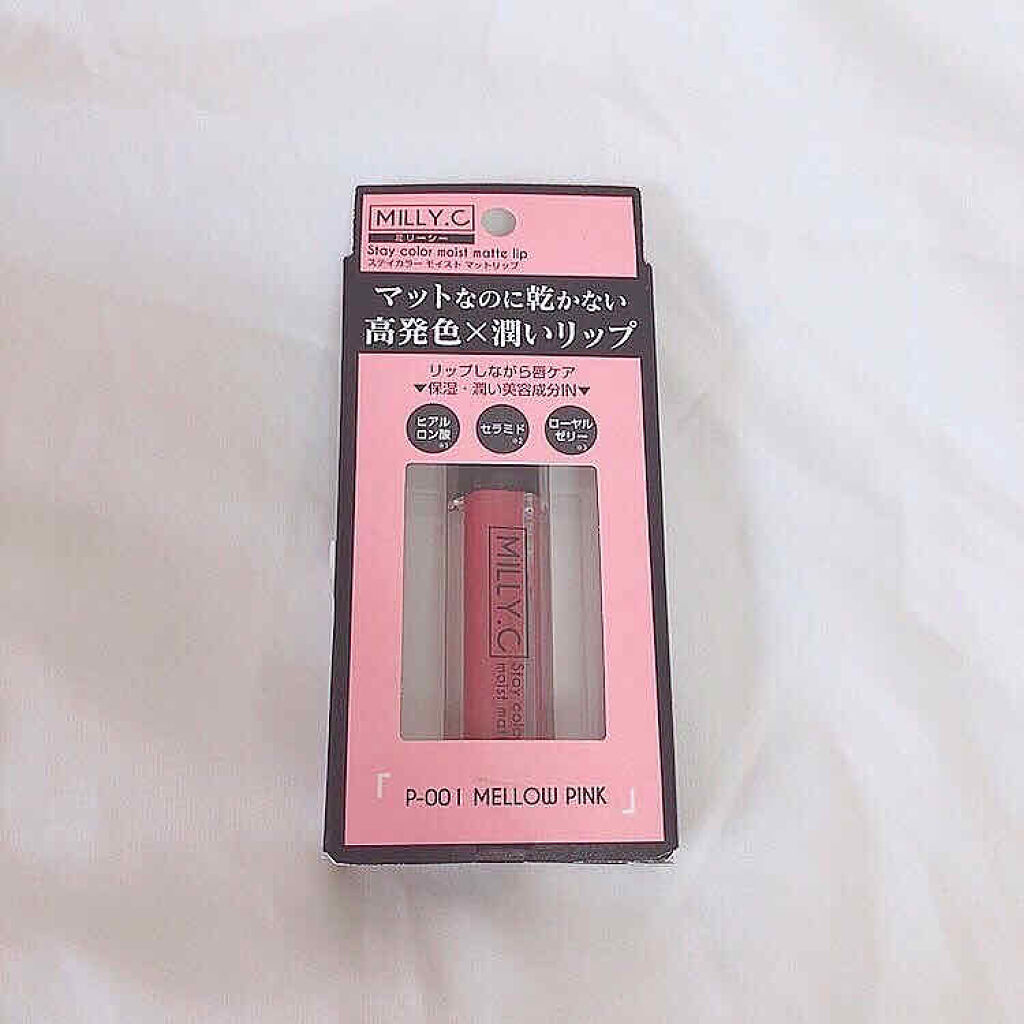 MILLY.C
ミリーシー
Stay color moist matte lip
ステイカラー モイスト マットリップ
マットなのに乾かない
高発色×潤いリップ
リップしながら唇ケア
▼保湿・潤い美容成分IN▼
ヒアル
ロン酸
※1
セラミド
※2
ローヤル
ゼリー
※3
MILLY.C
Stay colo
moist mat
「P-001 MELLOW PINK」